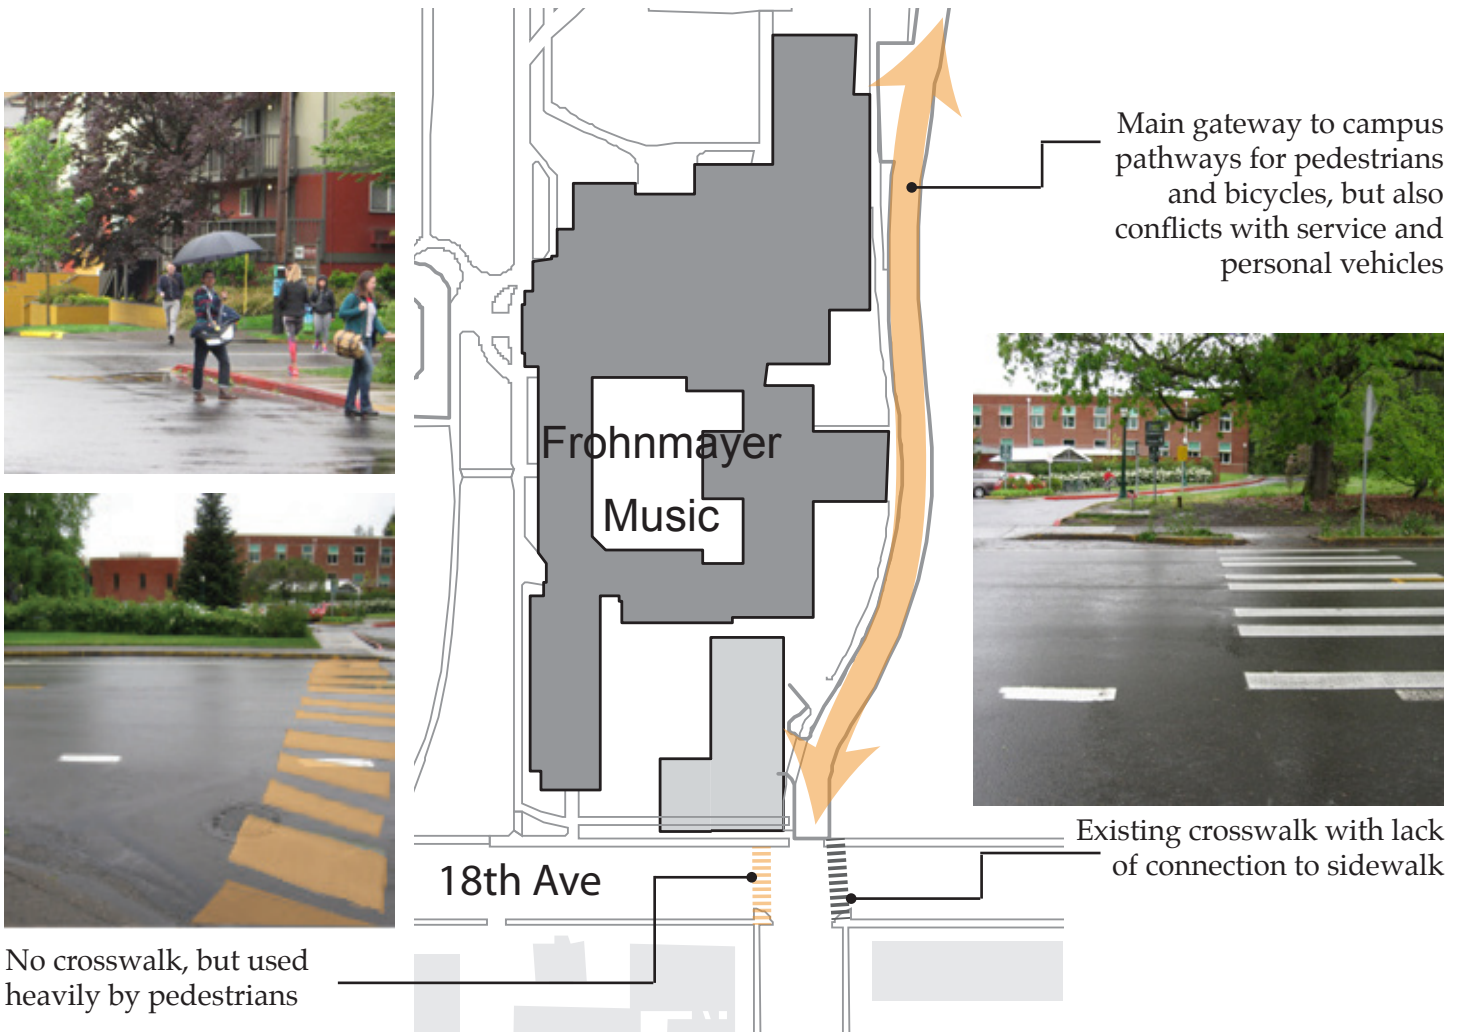 Main gateway to campus
pathways for pedestrians
and bicycles, but also
conflicts with service and
personal vehicles
Frohnmayer
Music
Existing crosswalk with lack
of connection to sidewalk
18th Ave
No crosswalk, but used
heavily by pedestrians